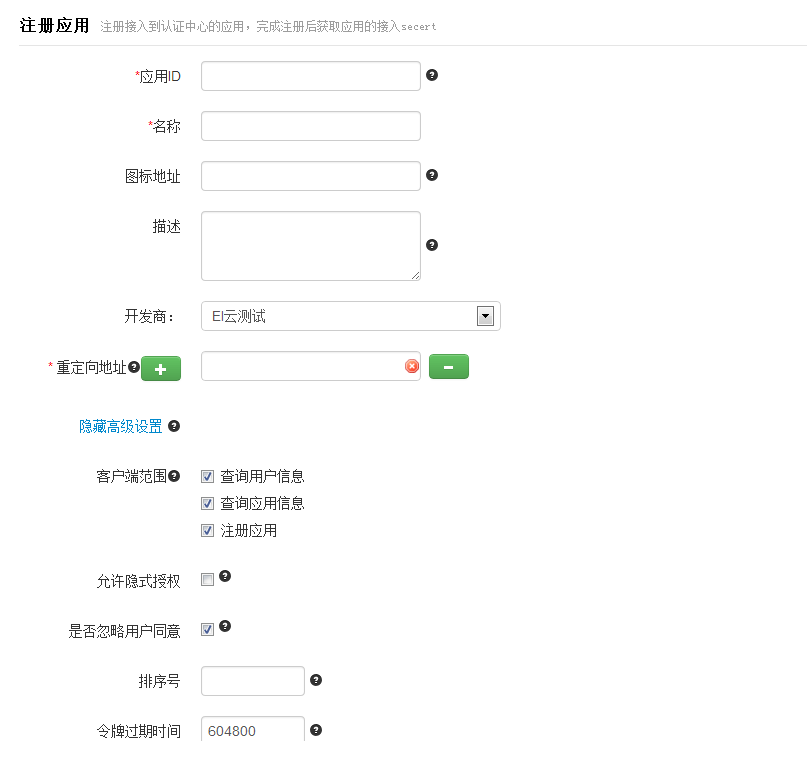 注册应用 注册接入到认证中心的应用，完成注册后获取应用的接入secert
*应用ID
*名称
图标地址
描述
开发商： EI云测试
* 重定向地址
隐藏高级设置
客户端范围 查询用户信息
查询应用信息
注册应用
允许隐式授权
是否忽略用户同意
排序号
令牌过期时间 604800